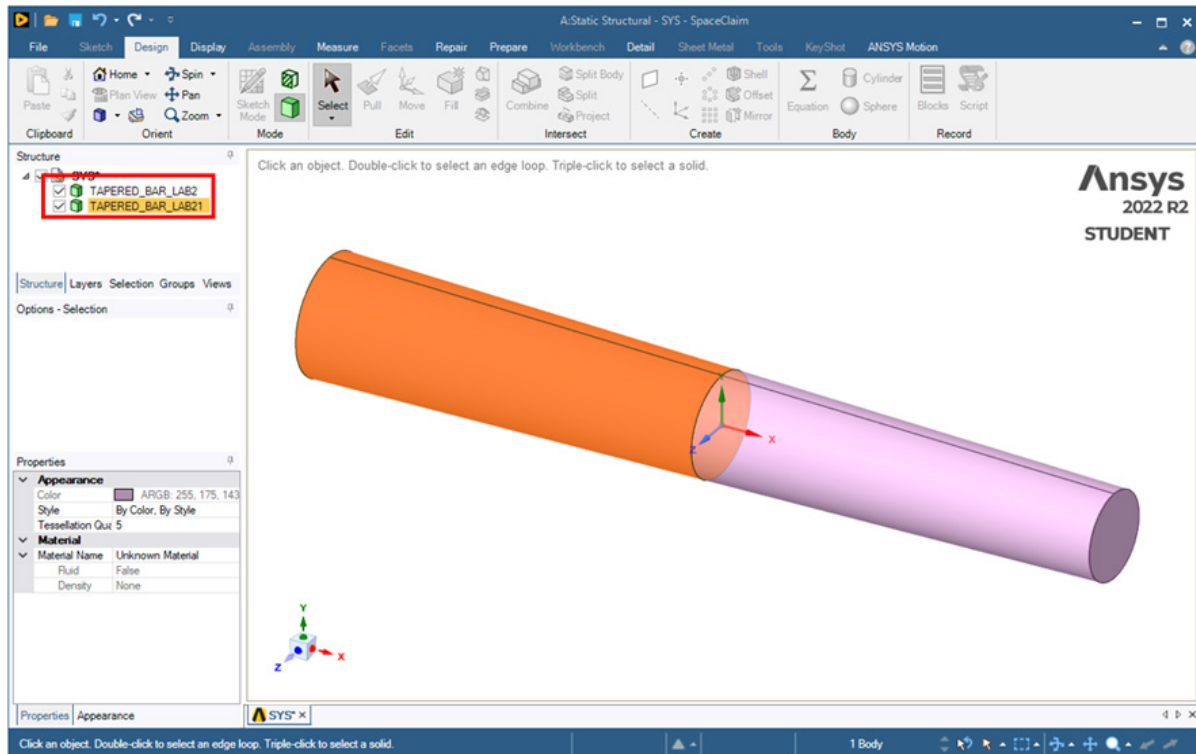 A:Static Structural - SYS - SpaceClaim
File Sketch Design Display Assembly Measure Facets Repair Prepare Workbench Detail Sheet Metal Tools KeyShot ANSYS Motion
Paste
Clipboard
Home Spin
Plan View Pan
Zoom
Orient
Sketch Mode
Mode
Select Pull Move Fill
Edit
Combine
Split Body
Split
Project
Intersect
Shell
Offset
Mirror
Create
Equation
Cylinder
Sphere
Body
Blocks Script
Record
Structure
SYS*
TAPERED_BAR_LAB2
TAPERED_BAR_LAB21
Structure Layers Selection Groups Views
Options - Selection
Properties
Appearance
Color ARGB: 255, 175, 143
Style By Color, By Style
Tessellation Qua 5
Material
Material Name Unknown Material
Fluid False
Density None
Properties Appearance
Click an object. Double-click to select an edge loop. Triple-click to select a solid.
Ansys
2022 R2
STUDENT
Y
X
Z
Y
X
Z
SYS*
Click an object. Double-click to select an edge loop. Triple-click to select a solid. 1 Body